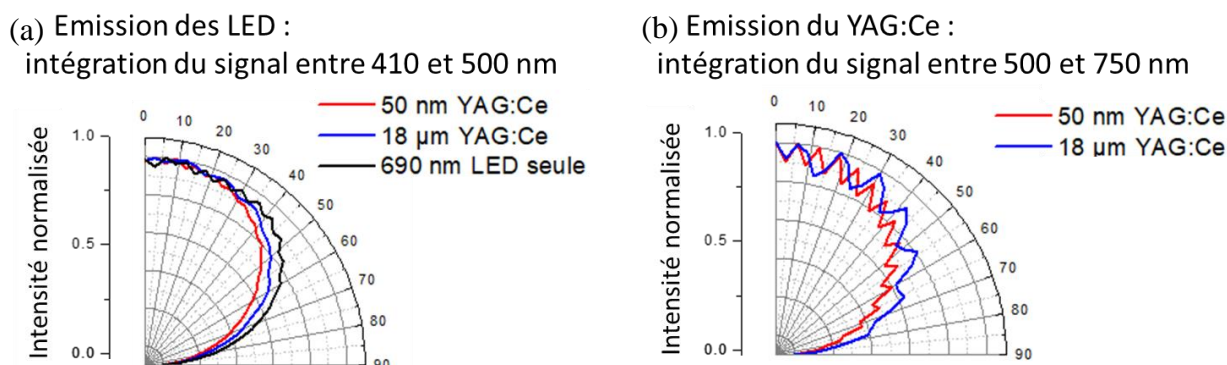 (a) Emission des LED :
intégration du signal entre 410 et 500 nm
50 nm YAG:Ce
18 µm YAG:Ce
690 nm LED seule
Intensité normalisée
1.0
0.5
0.0
0
10
20
30
40
50
60
70
80
90
(b) Emission du YAG:Ce :
intégration du signal entre 500 et 750 nm
50 nm YAG:Ce
18 µm YAG:Ce
Intensité normalisée
1.0
0.5
0.0
0
10
20
30
40
50
60
70
80
90